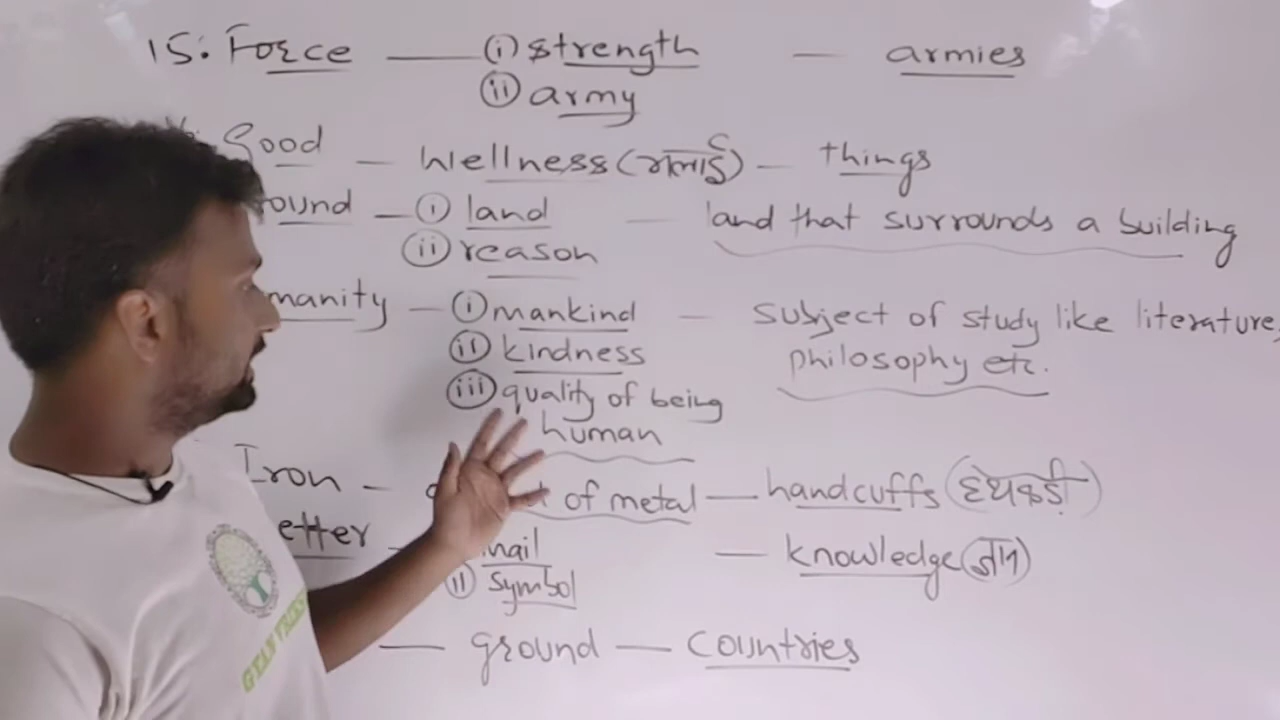 15. Force — (i) strength — armies
(ii) army
Good — Wellness (भलाई) — things
ound — (i) land — land that surrounds a building
(ii) reason
manity — (i) mankind — subject of study like literature,
(ii) kindness philosophy etc.
(iii) quality of being
human
Iron — of metal — handcuffs (हथकड़ी)
etter — mail — knowledge (ज्ञान)
(ii) symbol
— ground — countries